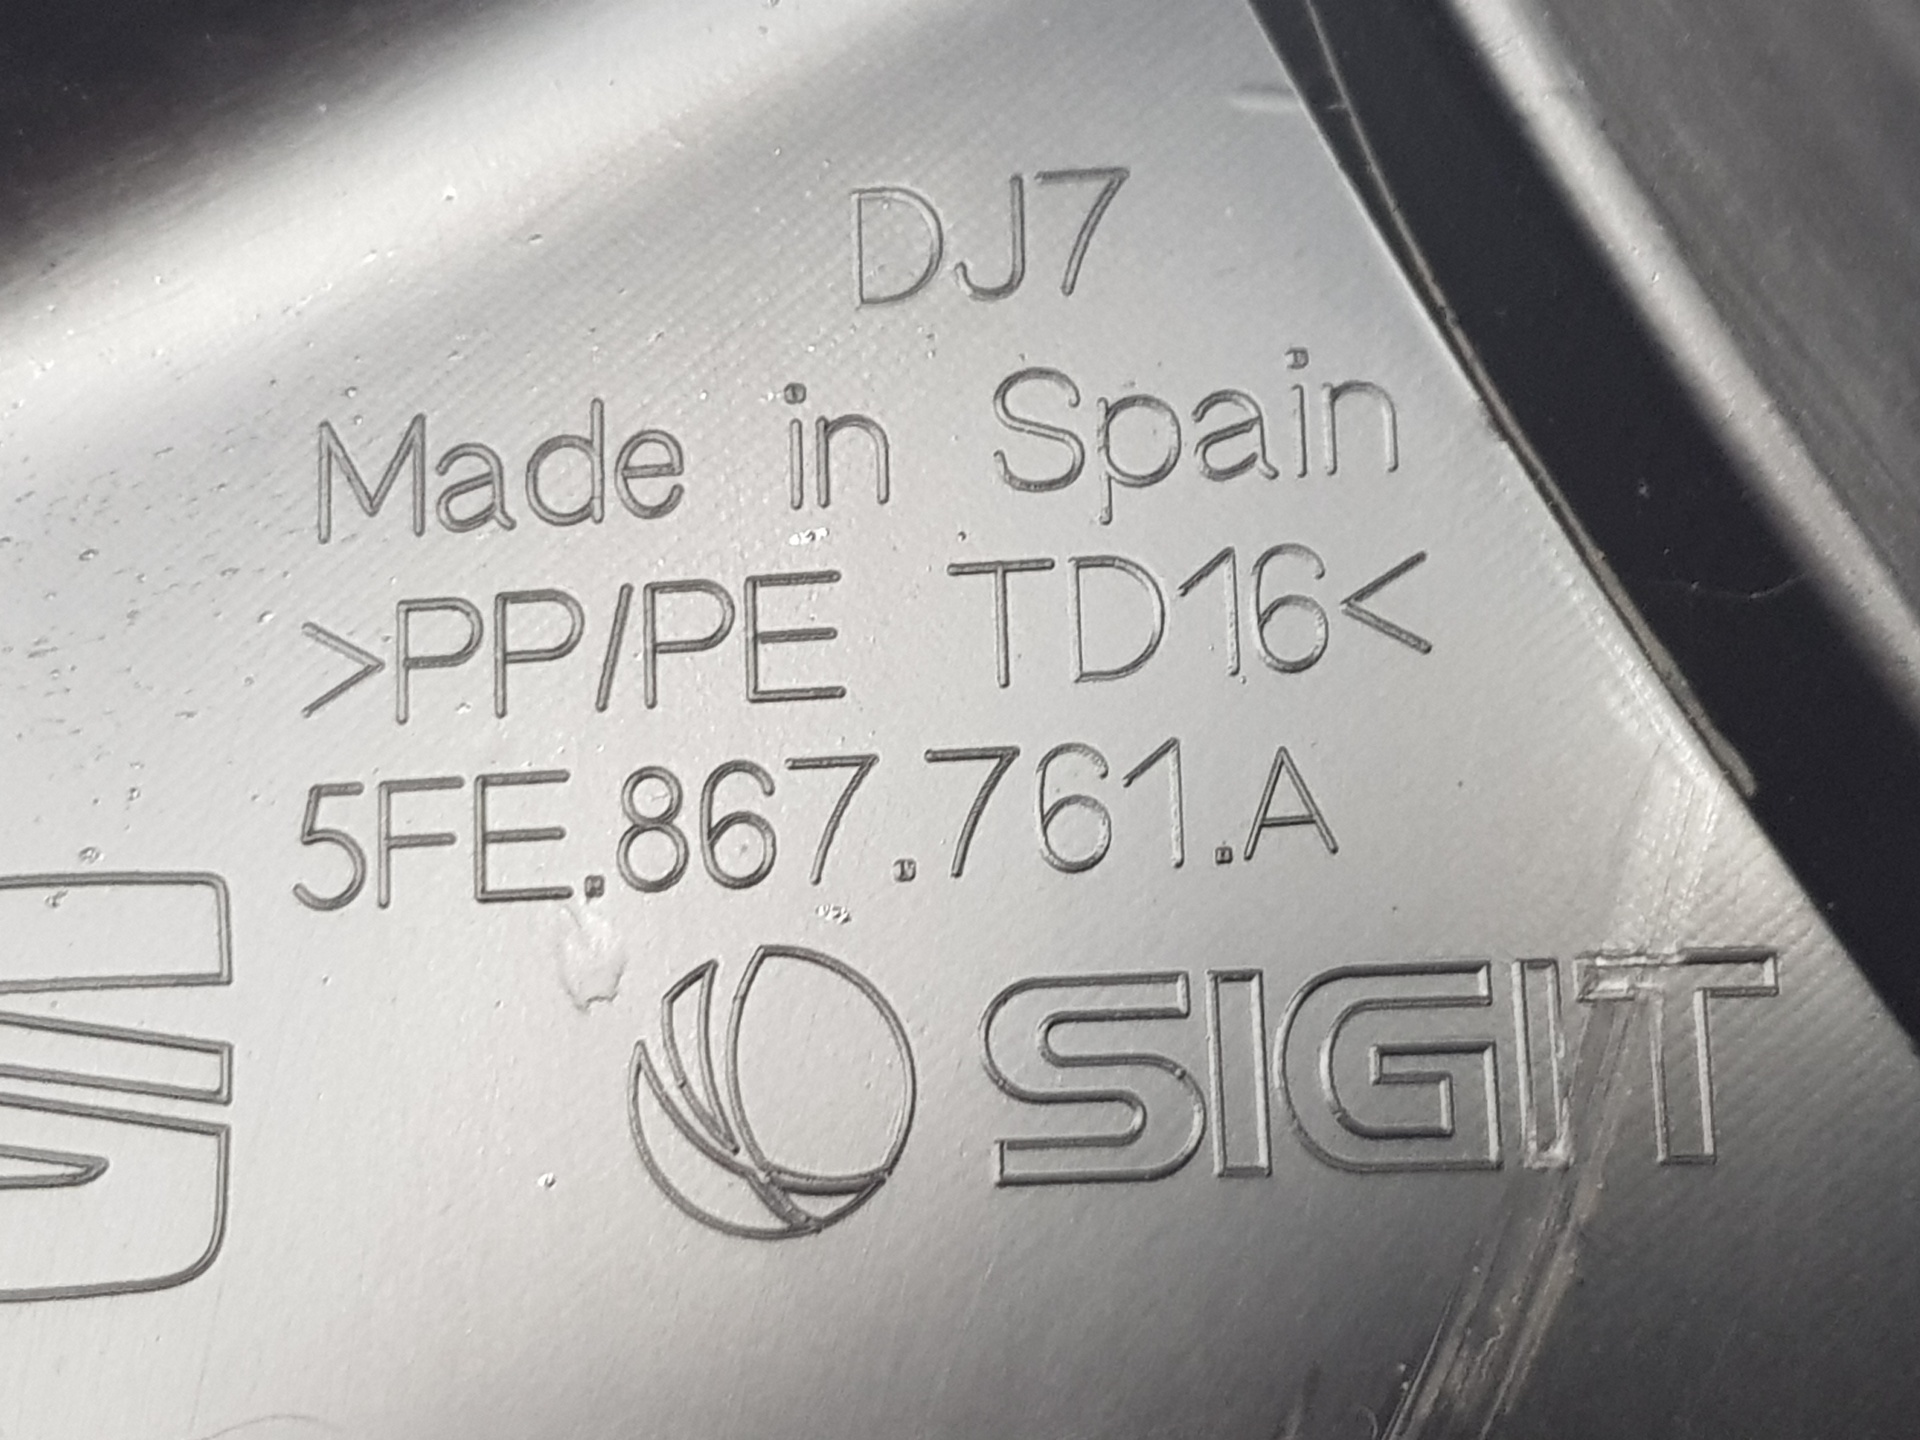 DJ7
Made in Spain
>PP/PE TD16<
5FE.867.761.A
SIGIT